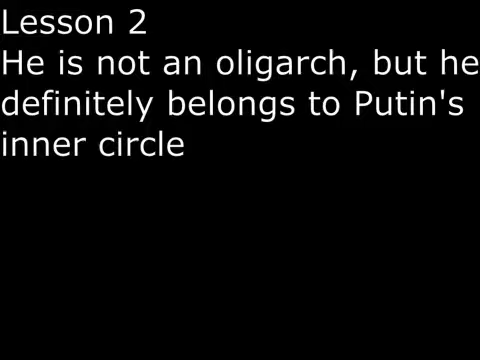 Lesson 2
He is not an oligarch, but he
definitely belongs to Putin's
inner circle